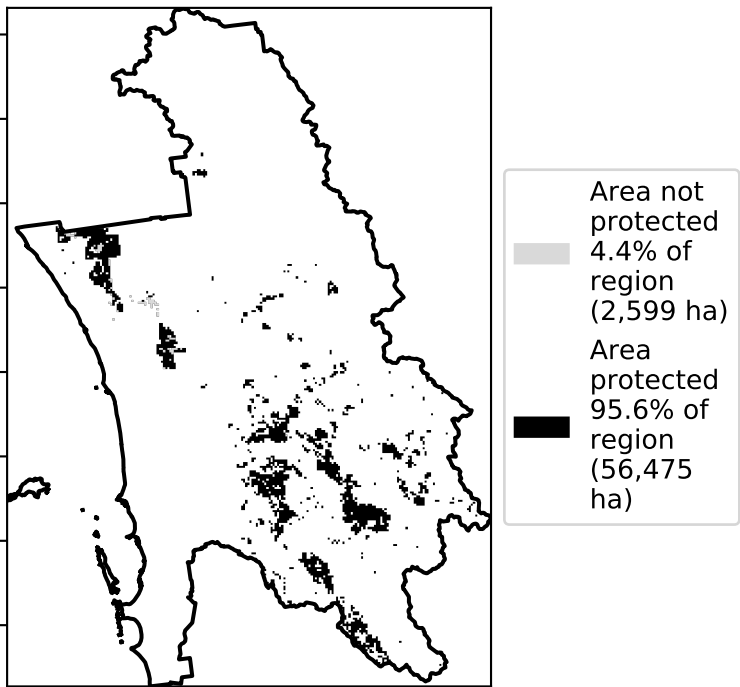 Area not
protected
4.4% of
region
(2,599 ha)
Area
protected
95.6% of
region
(56,475
ha)